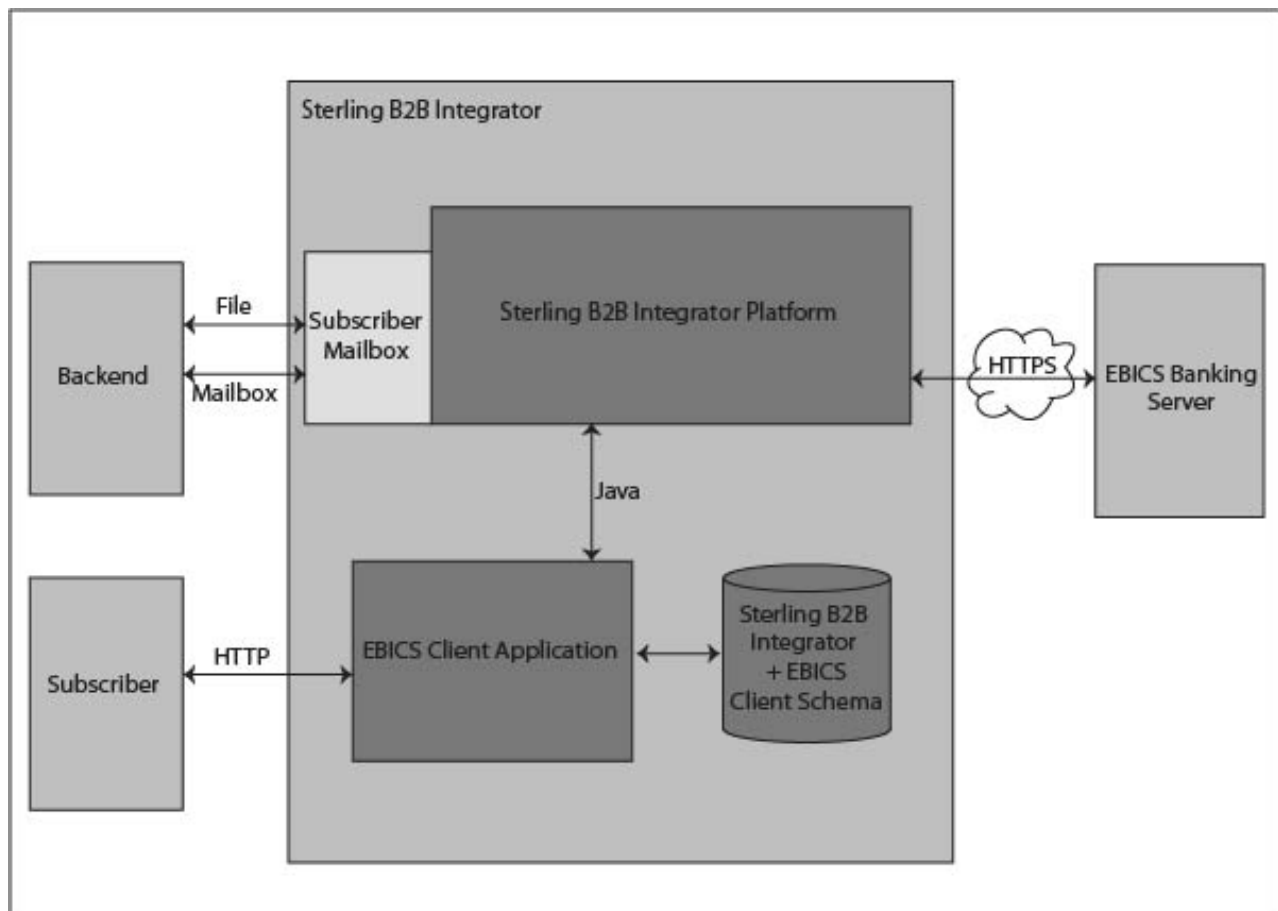 Sterling B2B Integrator
File
Mailbox
Backend
Subscriber
Mailbox
Sterling B2B Integrator Platform
HTTPS
EBICS Banking
Server
Java
HTTP
Subscriber
EBICS Client Application
Sterling B2B
Integrator
+ EBICS
Client Schema